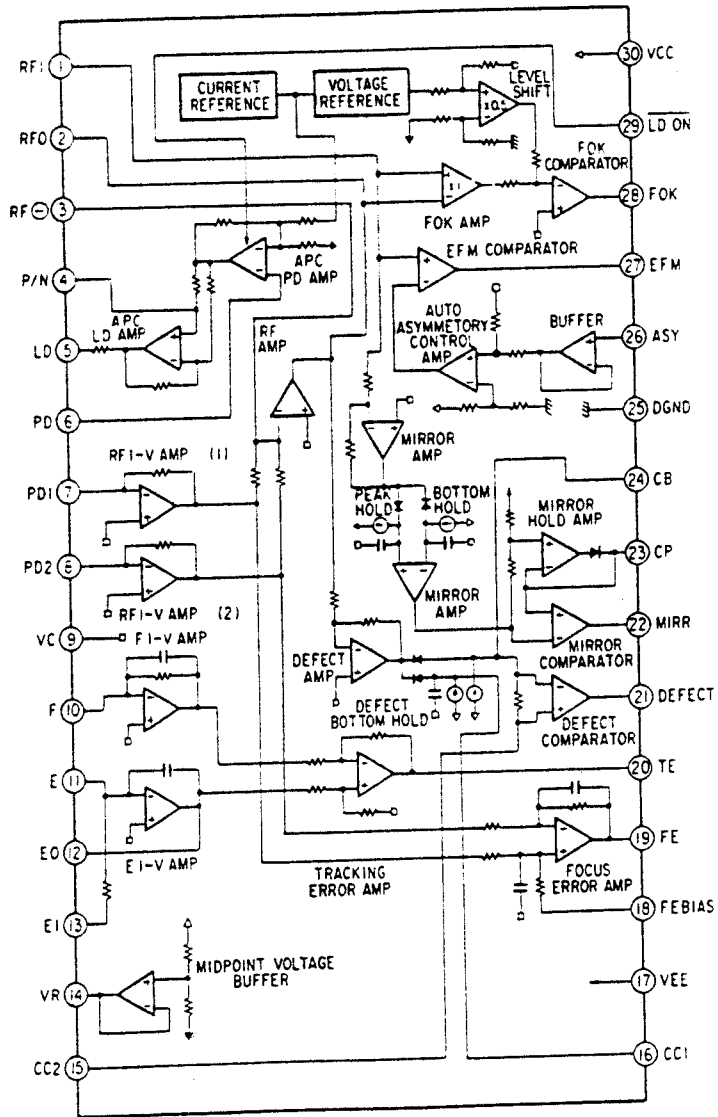 RFI 1
30 VCC
CURRENT REFERENCE
VOLTAGE REFERENCE
LEVEL SHIFT
RFO 2
29 LD ON
FOK COMPARATOR
RF ⊖ 3
28 FOK
FOK AMP
P/N 4
APC PD AMP
EFM COMPARATOR
27 EFM
APC LD AMP
LD 5
RF AMP
AUTO ASYMMETORY CONTROL AMP
BUFFER
26 ASY
PD 6
25 DGND
RF I-V AMP (1)
MIRROR AMP
24 CB
PD1 7
PEAK HOLD
BOTTOM HOLD
MIRROR HOLD AMP
23 CP
PD2 8
RF I-V AMP (2)
MIRROR AMP
22 MIRR
MIRROR COMPARATOR
VC 9
F I-V AMP
DEFECT AMP
21 DEFECT
F 10
DEFECT BOTTOM HOLD
DEFECT COMPARATOR
E 11
20 TE
EO 12
E I-V AMP
19 FE
TRACKING ERROR AMP
FOCUS ERROR AMP
EI 13
18 FEBIAS
MIDPOINT VOLTAGE BUFFER
VR 14
17 VEE
CC2 15
16 CC1